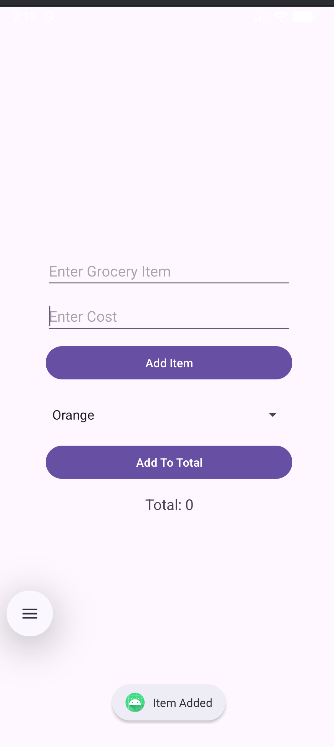 Enter Grocery Item
Enter Cost
Add Item
Orange
Add To Total
Total: 0
Item Added